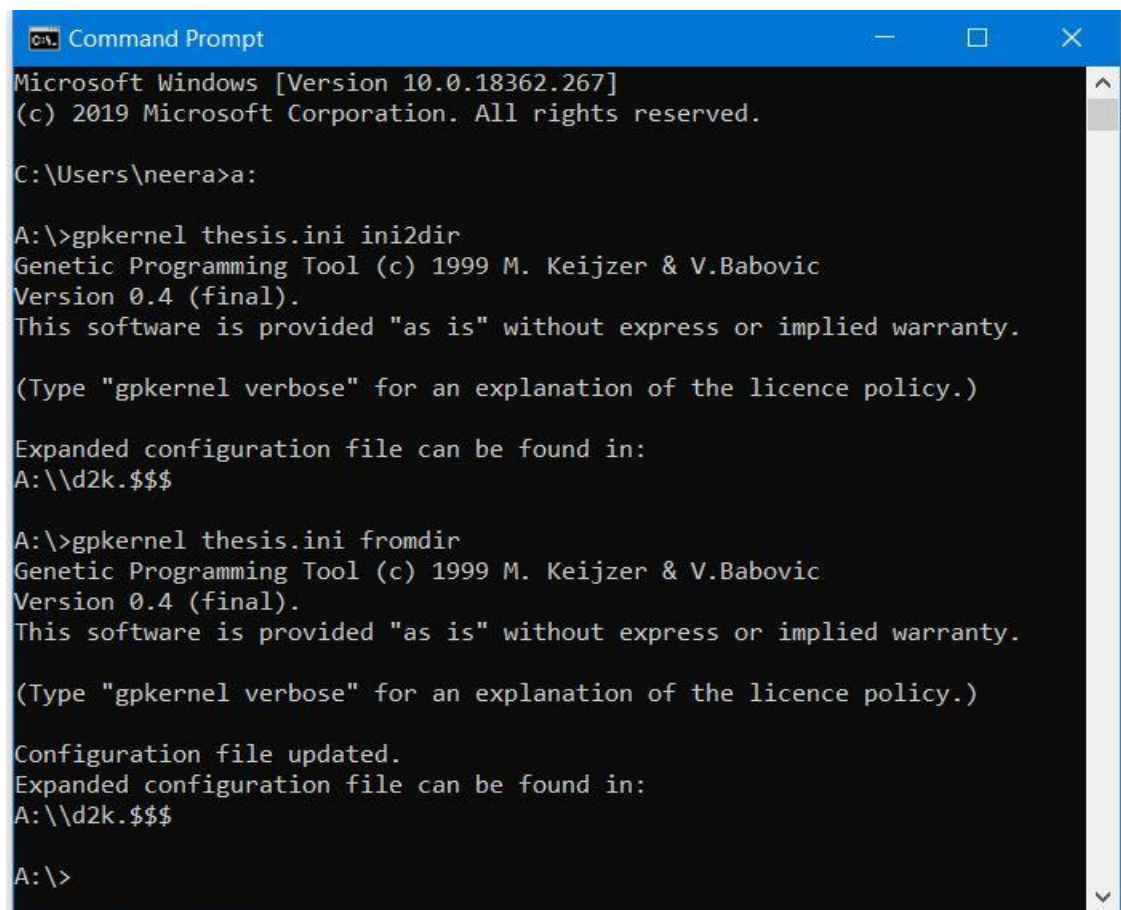 Command Prompt
Microsoft Windows [Version 10.0.18362.267]
(c) 2019 Microsoft Corporation. All rights reserved.
C:\Users\neera>a:
A:\>gpkernel thesis.ini ini2dir
Genetic Programming Tool (c) 1999 M. Keijzer & V.Babovic
Version 0.4 (final).
This software is provided "as is" without express or implied warranty.
(Type "gpkernel verbose" for an explanation of the licence policy.)
Expanded configuration file can be found in:
A:\\d2k.$$$
A:\>gpkernel thesis.ini fromdir
Genetic Programming Tool (c) 1999 M. Keijzer & V.Babovic
Version 0.4 (final).
This software is provided "as is" without express or implied warranty.
(Type "gpkernel verbose" for an explanation of the licence policy.)
Configuration file updated.
Expanded configuration file can be found in:
A:\\d2k.$$$
A:\>